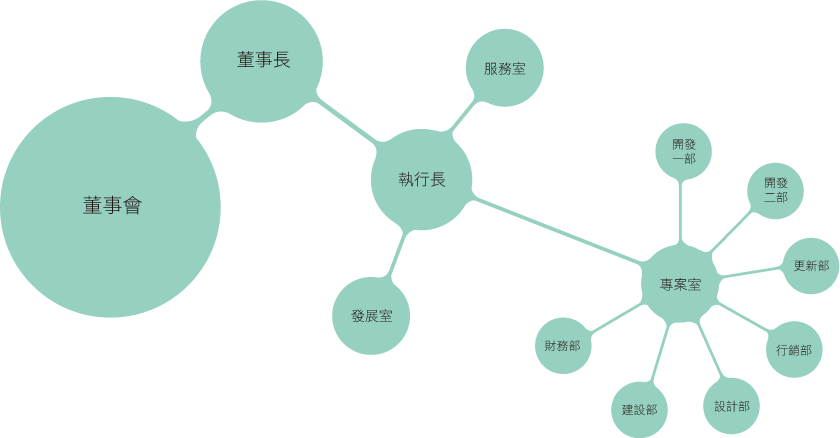 董事長
服務室
董事會
執行長
發展室
開發
一部
開發
二部
更新部
專案室
行銷部
設計部
建設部
財務部